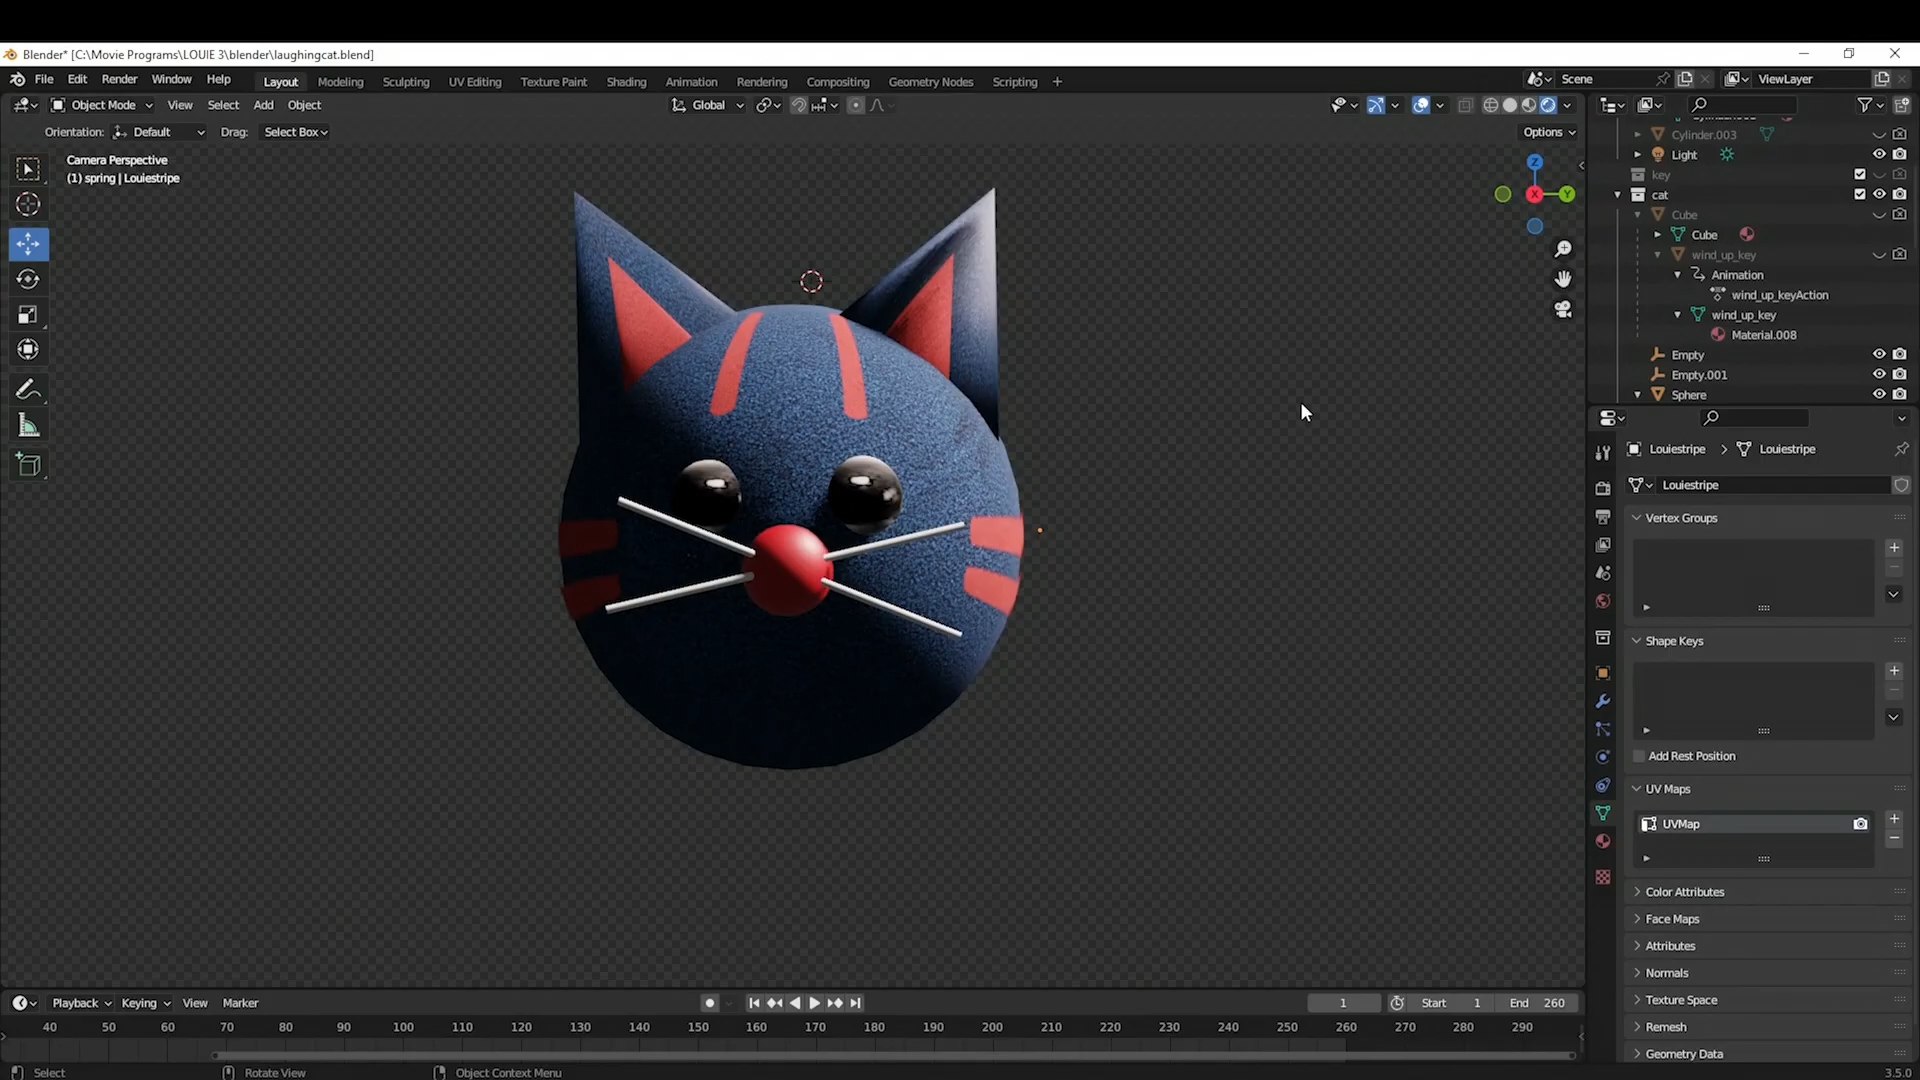 Blender* [C:\Movie Programs\LOUIE 3\blender\laughingcat.blend]
File Edit Render Window Help Layout Modeling Sculpting UV Editing Texture Paint Shading Animation Rendering Compositing Geometry Nodes Scripting + Scene ViewLayer
Object Mode View Select Add Object Global
Orientation: Default Drag: Select Box Options
Camera Perspective
(1) spring | Louiestripe
Z
X Y
Cylinder.003
Light
key
cat
Cube
Cube
wind_up_key
Animation
wind_up_keyAction
wind_up_key
Material.008
Empty
Empty.001
Sphere
Louiestripe > Louiestripe
Louiestripe
Vertex Groups
Shape Keys
Add Rest Position
UV Maps
UVMap
Color Attributes
Face Maps
Attributes
Normals
Texture Space
Remesh
Geometry Data
Playback Keying View Marker 1 Start 1 End 260
40 50 60 70 80 90 100 110 120 130 140 150 160 170 180 190 200 210 220 230 240 250 260 270 280 290
Select Rotate View Object Context Menu 3.5.0